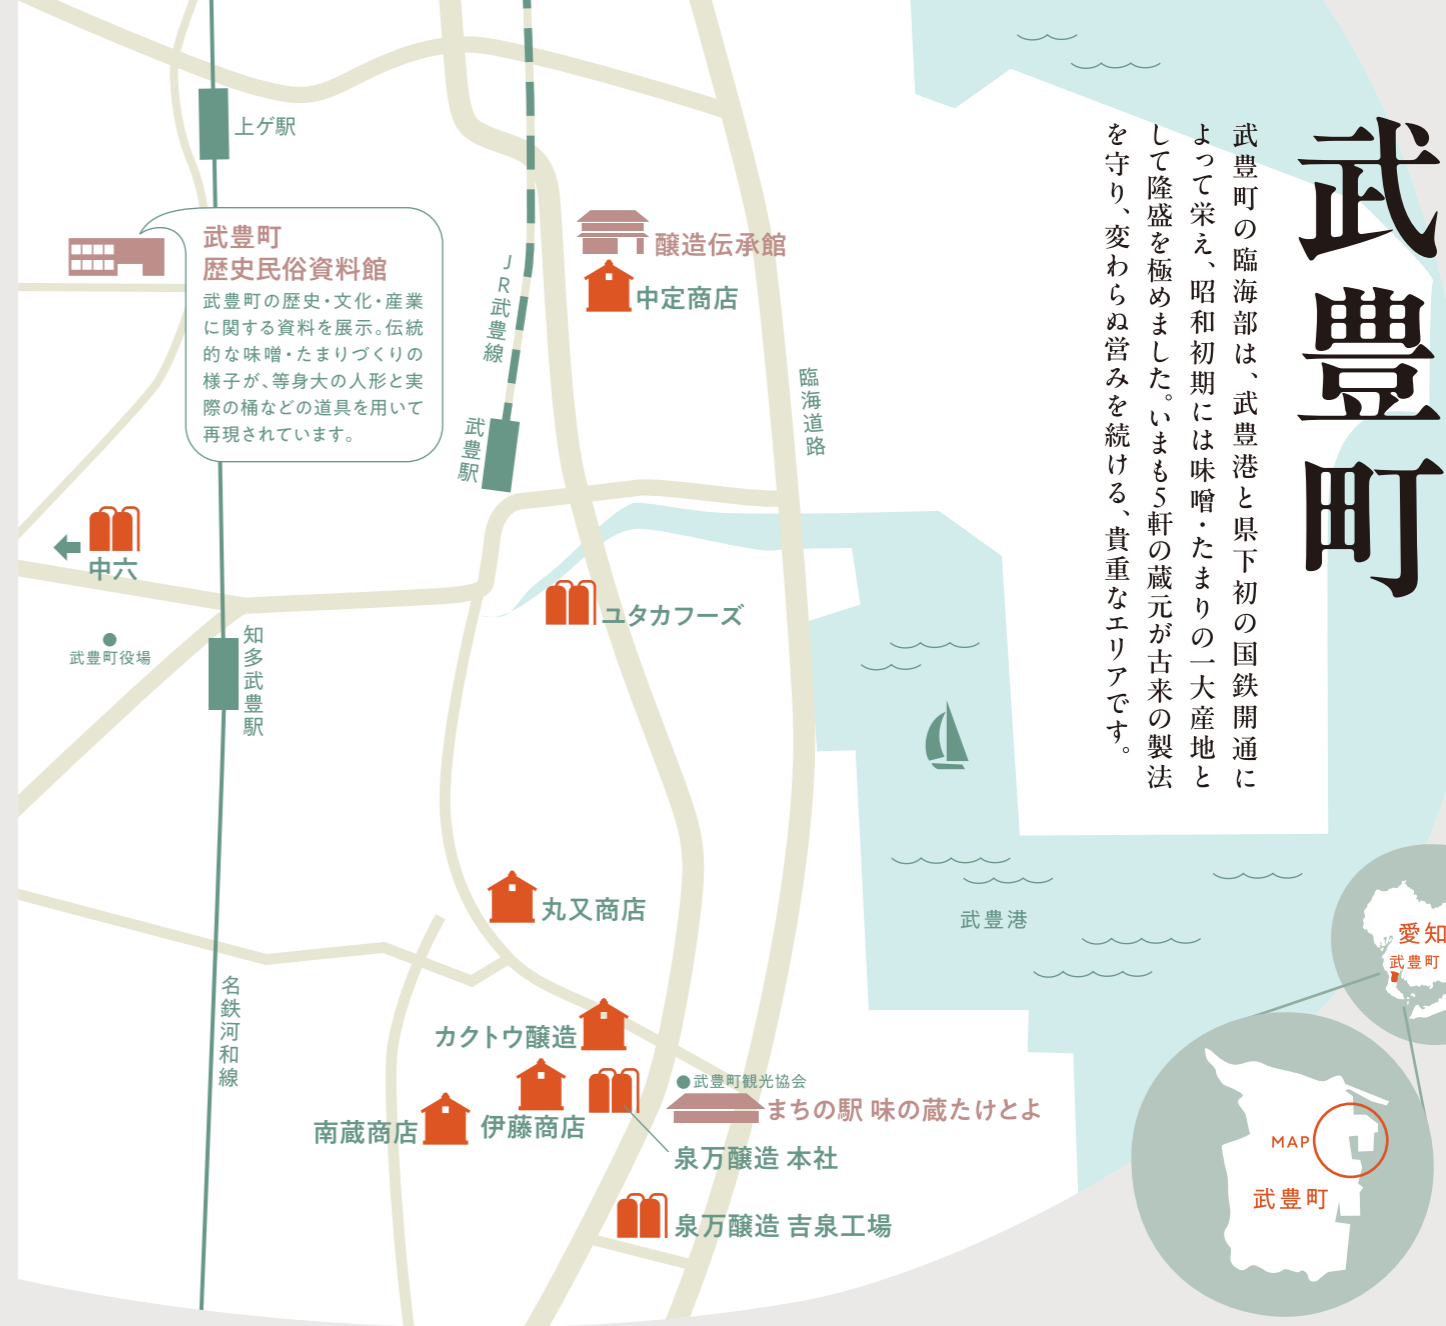 武豊町
武豊町の臨海部は、武豊港と県下初の国鉄開通に
よって栄え、昭和初期には味噌・たまりの一大産地と
して隆盛を極めました。いまも5軒の蔵元が古来の製法
を守り、変わらぬ営みを続ける、貴重なエリアです。
上ゲ駅
武豊町
歴史民俗資料館
武豊町の歴史・文化・産業
に関する資料を展示。伝統
的な味噌・たまりづくりの
様子が、等身大の人形と実
際の桶などの道具を用いて
再現されています。
JR武豊線
醸造伝承館
中定商店
臨海道路
武豊駅
中六
武豊町役場
知多武豊駅
ユタカフーズ
丸又商店
武豊港
名鉄河和線
カクトウ醸造
伊藤商店
南蔵商店
武豊町観光協会
まちの駅 味の蔵たけとよ
泉万醸造 本社
泉万醸造 吉泉工場
愛知
武豊町
MAP
武豊町